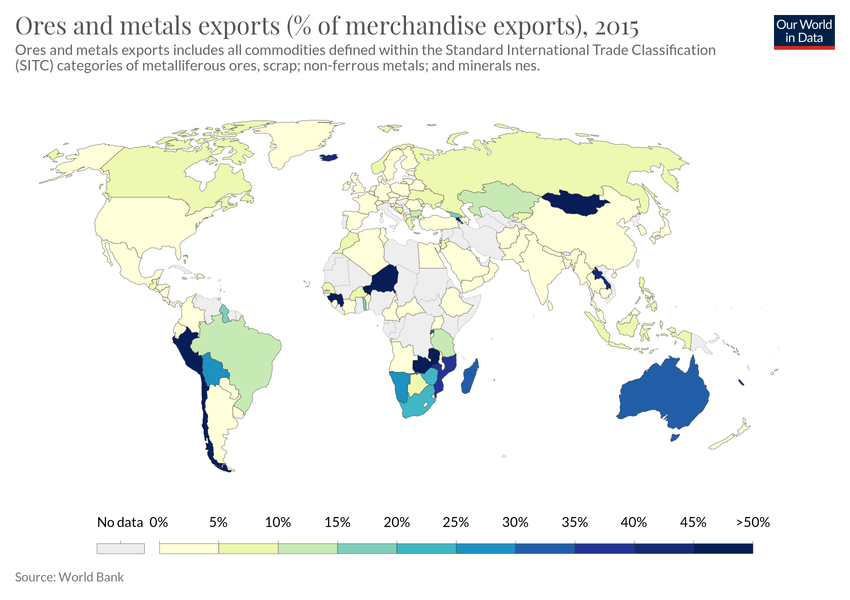 Ores and metals exports (% of merchandise exports), 2015
Our World
in Data
Ores and metals exports includes all commodities defined within the Standard International Trade Classification
(SITC) categories of metalliferous ores, scrap; non-ferrous metals; and minerals nes.
No data 0% 5% 10% 15% 20% 25% 30% 35% 40% 45% >50%
Source: World Bank